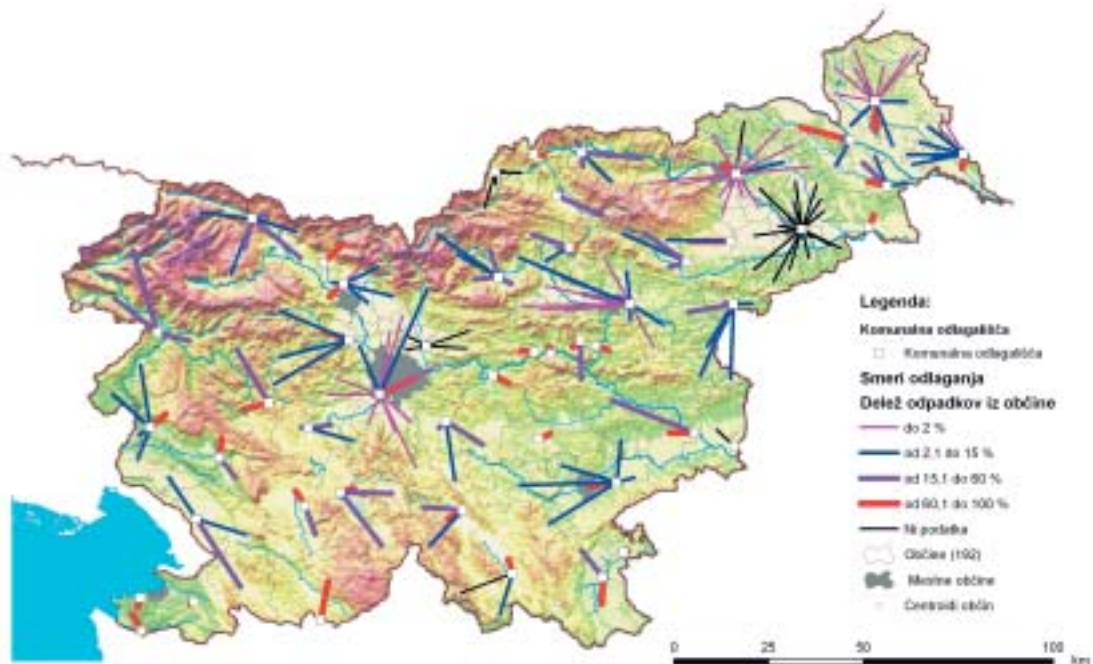 Legenda:
Komunalna odlagališča
Komunalna odlagališča
Smeri odlaganja
Delež odpadkov iz občine
do 2 %
od 2,1 do 15 %
od 15,1 do 60 %
od 60,1 do 100 %
Ni podatka
Občine (192)
Mestne občine
Centroidi občin
0 25 50 100
km